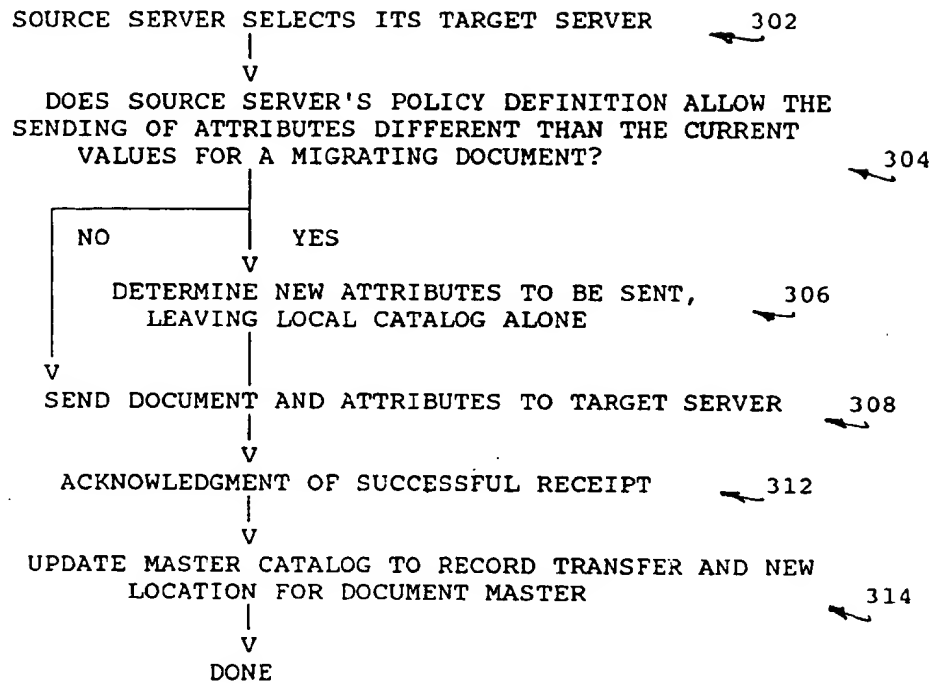 SOURCE SERVER SELECTS ITS TARGET SERVER 302
DOES SOURCE SERVER'S POLICY DEFINITION ALLOW THE
SENDING OF ATTRIBUTES DIFFERENT THAN THE CURRENT
VALUES FOR A MIGRATING DOCUMENT?
304
NO YES
DETERMINE NEW ATTRIBUTES TO BE SENT, 306
LEAVING LOCAL CATALOG ALONE
SEND DOCUMENT AND ATTRIBUTES TO TARGET SERVER 308
ACKNOWLEDGMENT OF SUCCESSFUL RECEIPT 312
UPDATE MASTER CATALOG TO RECORD TRANSFER AND NEW
LOCATION FOR DOCUMENT MASTER 314
DONE